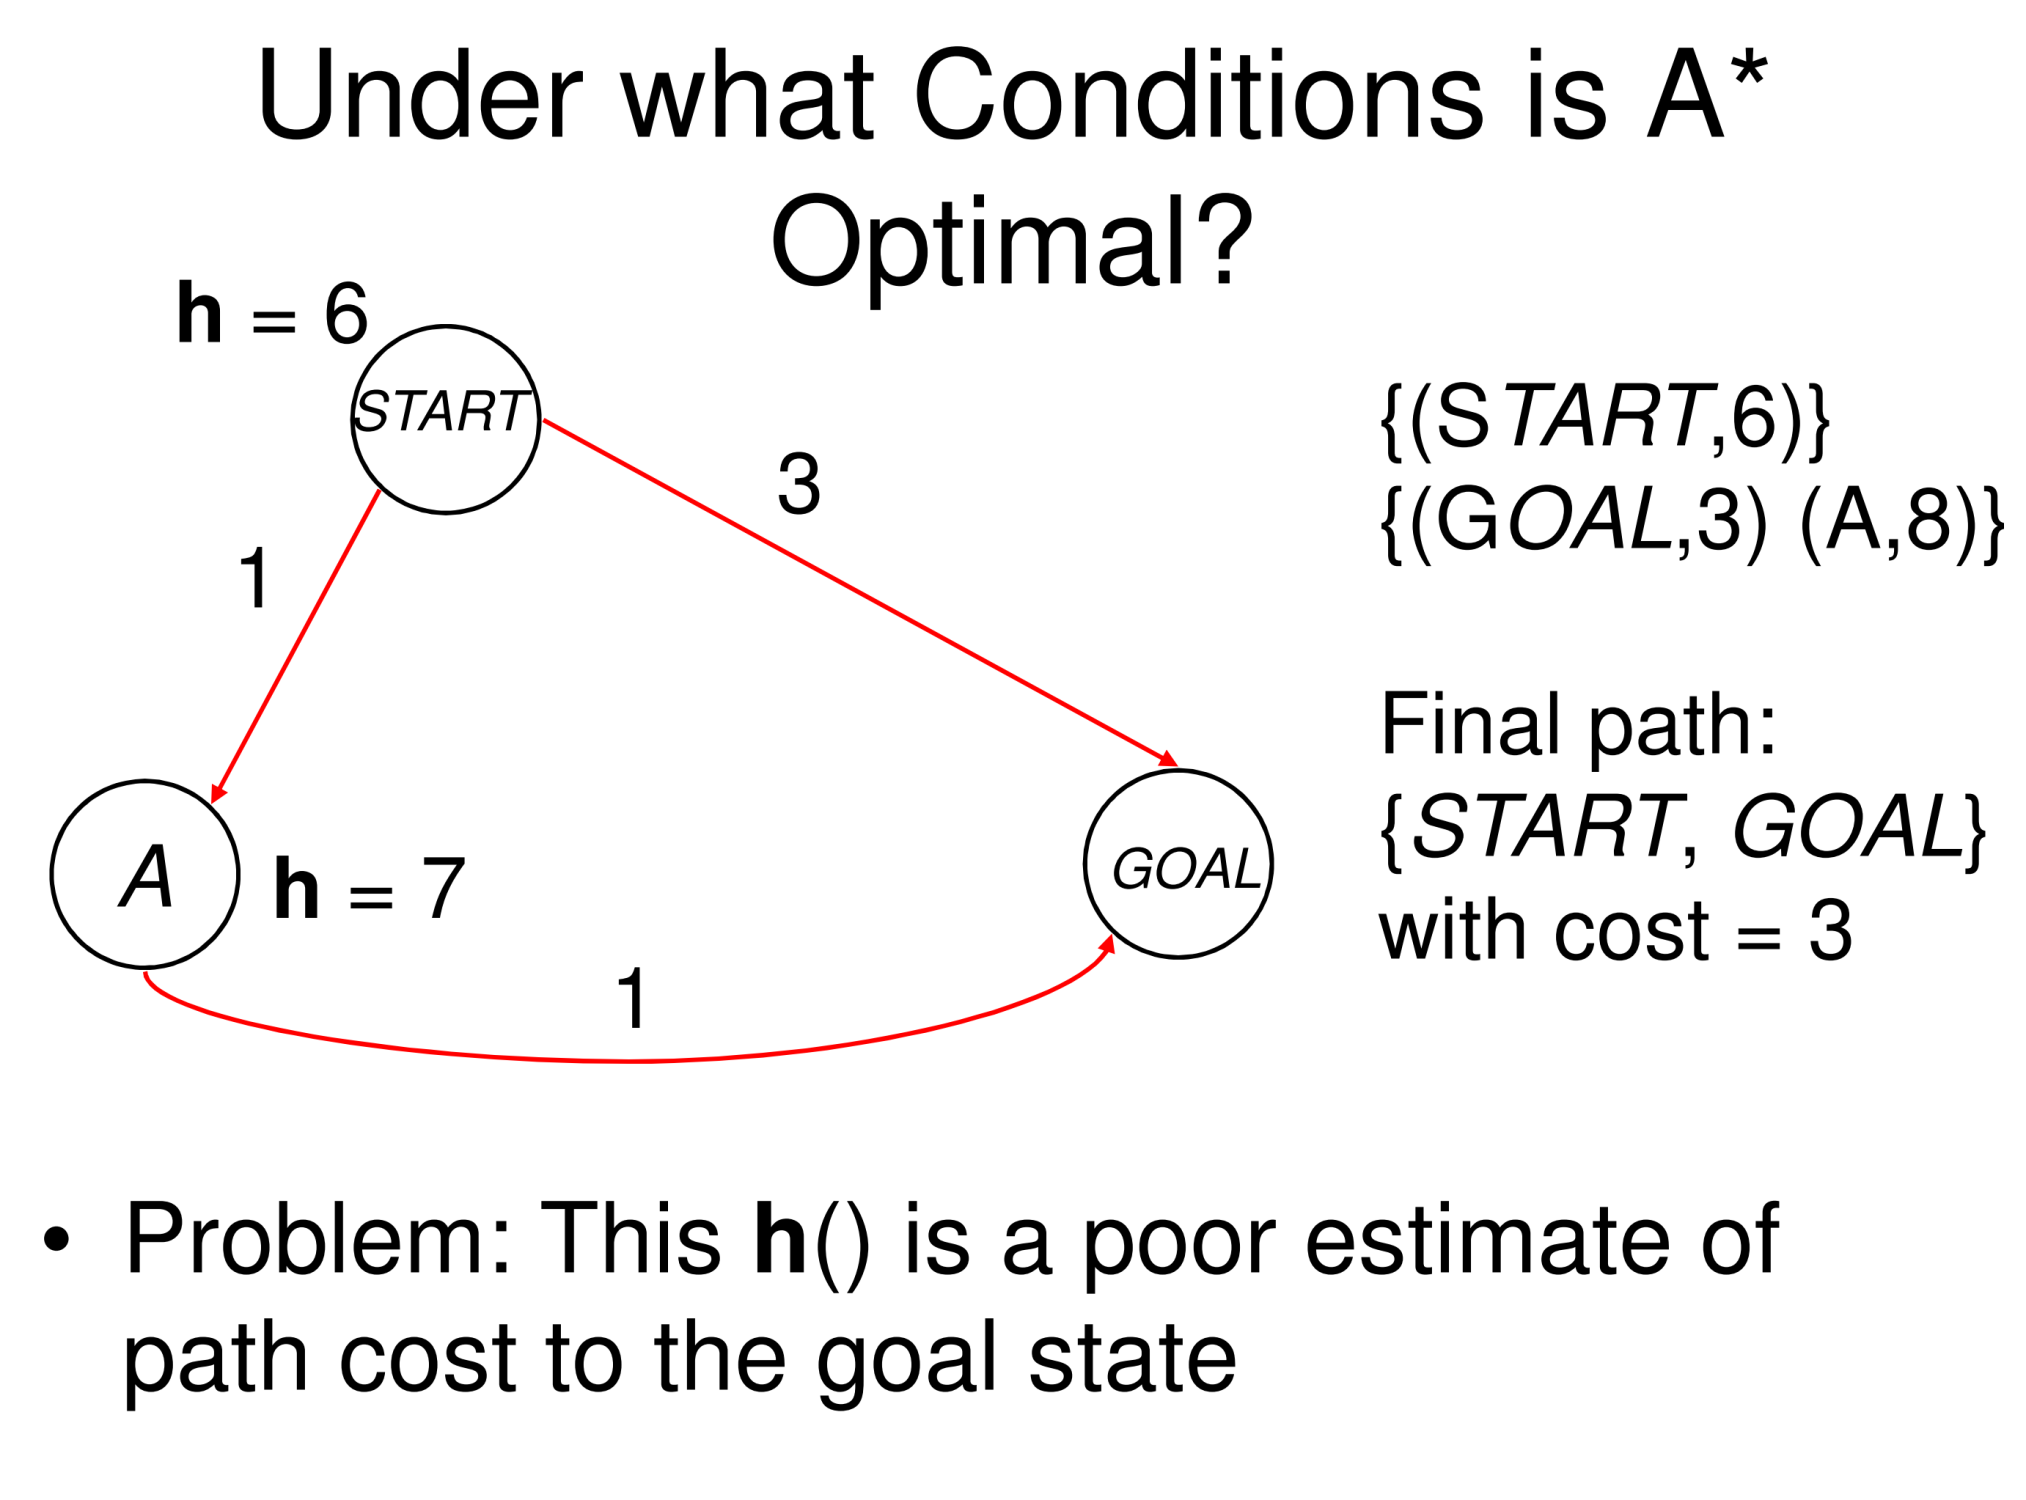 Under what Conditions is A*
Optimal?
h = 6
START
{(START,6)}
3
{(GOAL,3) (A,8)}
1
Final path:
{START, GOAL}
with cost = 3
A
h = 7
GOAL
1
• Problem: This h() is a poor estimate of
path cost to the goal state